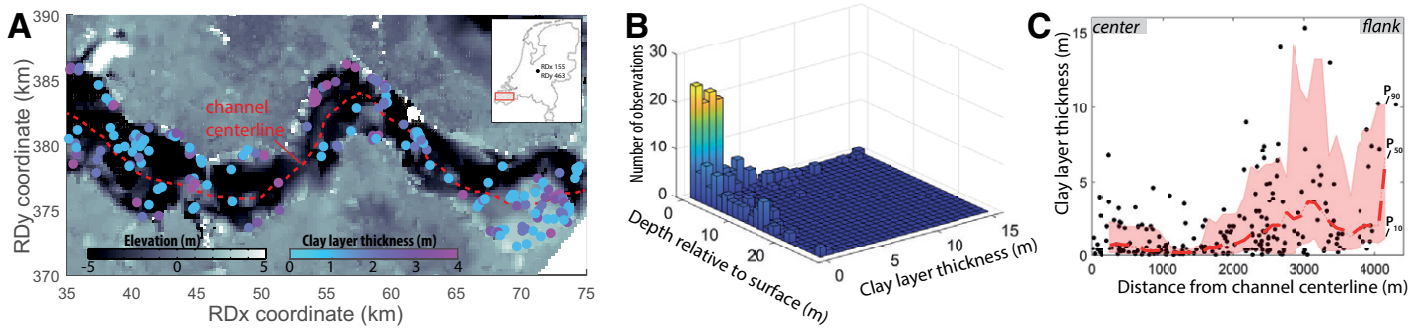 A
390
385
380
375
370
RDy coordinate (km)
channel
centerline
RDx 155
RDy 463
Elevation (m)
-5 0 5
Clay layer thickness (m)
0 1 2 3 4
35 40 45 50 55 60 65 70 75
RDx coordinate (km)
B
30
20
10
0
Number of observations
0
10
20
Depth relative to surface (m)
0
5
10
15
Clay layer thickness (m)
C
center
flank
15
10
5
0
Clay layer thickness (m)
P90
P50
P10
0 1000 2000 3000 4000
Distance from channel centerline (m)